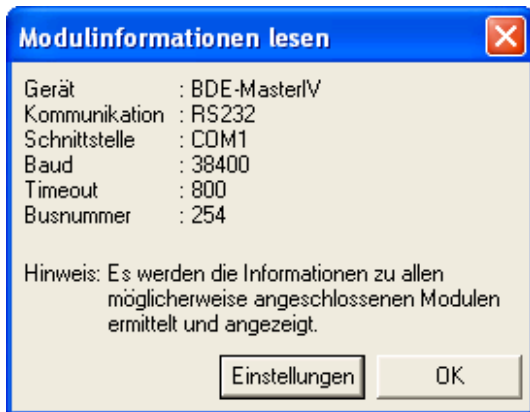 Modulinformationen lesen
Gerät : BDE-MasterIV
Kommunikation : RS232
Schnittstelle : COM1
Baud : 38400
Timeout : 800
Busnummer : 254
Hinweis: Es werden die Informationen zu allen
möglicherweise angeschlossenen Modulen
ermittelt und angezeigt.
Einstellungen OK